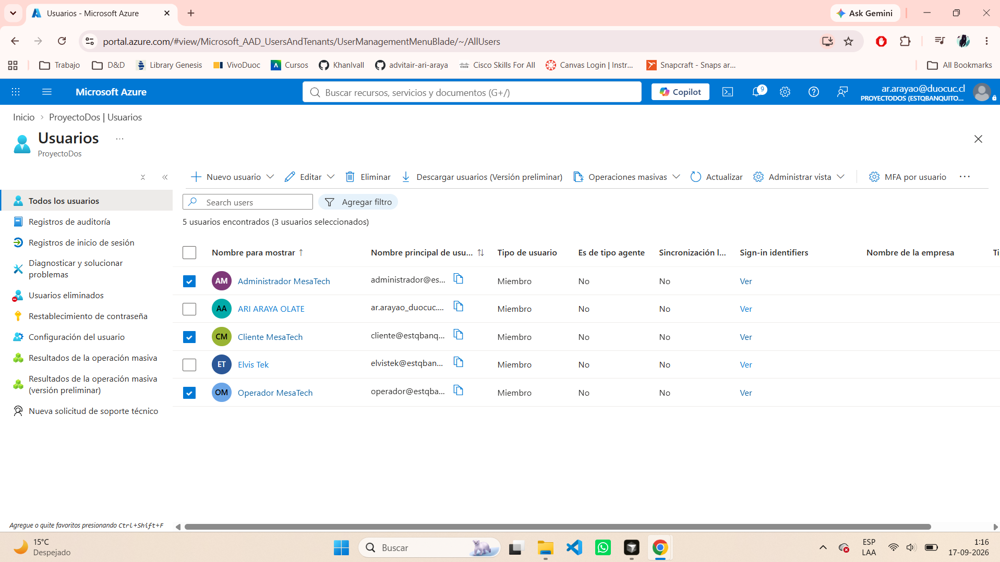 Usuarios - Microsoft Azure
Ask Gemini
portal.azure.com/#view/Microsoft_AAD_UsersAndTenants/UserManagementMenuBlade/~/AllUsers
Trabajo
D&D
Library Genesis
VivoDuoc
Cursos
KhanIvall
advitair-ari-araya
Cisco Skills For All
Canvas Login | Instr...
Snapcraft - Snaps ar...
All Bookmarks
Microsoft Azure
Buscar recursos, servicios y documentos (G+/)
Copilot
9
ar.arayao@duocuc.cl
PROYECTODOS (ESTQBANQUITO...
Inicio
ProyectoDos | Usuarios
Usuarios
...
ProyectoDos
Nuevo usuario
Editar
Eliminar
Descargar usuarios (Versión preliminar)
Operaciones masivas
Actualizar
Administrar vista
MFA por usuario
...
Todos los usuarios
Registros de auditoría
Registros de inicio de sesión
Diagnosticar y solucionar
problemas
Usuarios eliminados
Restablecimiento de contraseña
Configuración del usuario
Resultados de la operación masiva
Resultados de la operación masiva
(versión preliminar)
Nueva solicitud de soporte técnico
Agregue o quite favoritos presionando Ctrl+Shift+F
Search users
Agregar filtro
5 usuarios encontrados (3 usuarios seleccionados)
Nombre para mostrar ↑ Nombre principal de usu... Tipo de usuario Es de tipo agente Sincronización l... Sign-in identifiers Nombre de la empresa Ti
AM Administrador MesaTech administrador@es... Miembro No No Ver
AA ARI ARAYA OLATE ar.arayao_duocuc.... Miembro No No Ver
CM Cliente MesaTech cliente@estqbanq... Miembro No No Ver
ET Elvis Tek elvistek@estqban... Miembro No No Ver
OM Operador MesaTech operador@estqba... Miembro No No Ver
15°C
Despejado
Buscar
ESP
LAA
1:16
17-09-2026